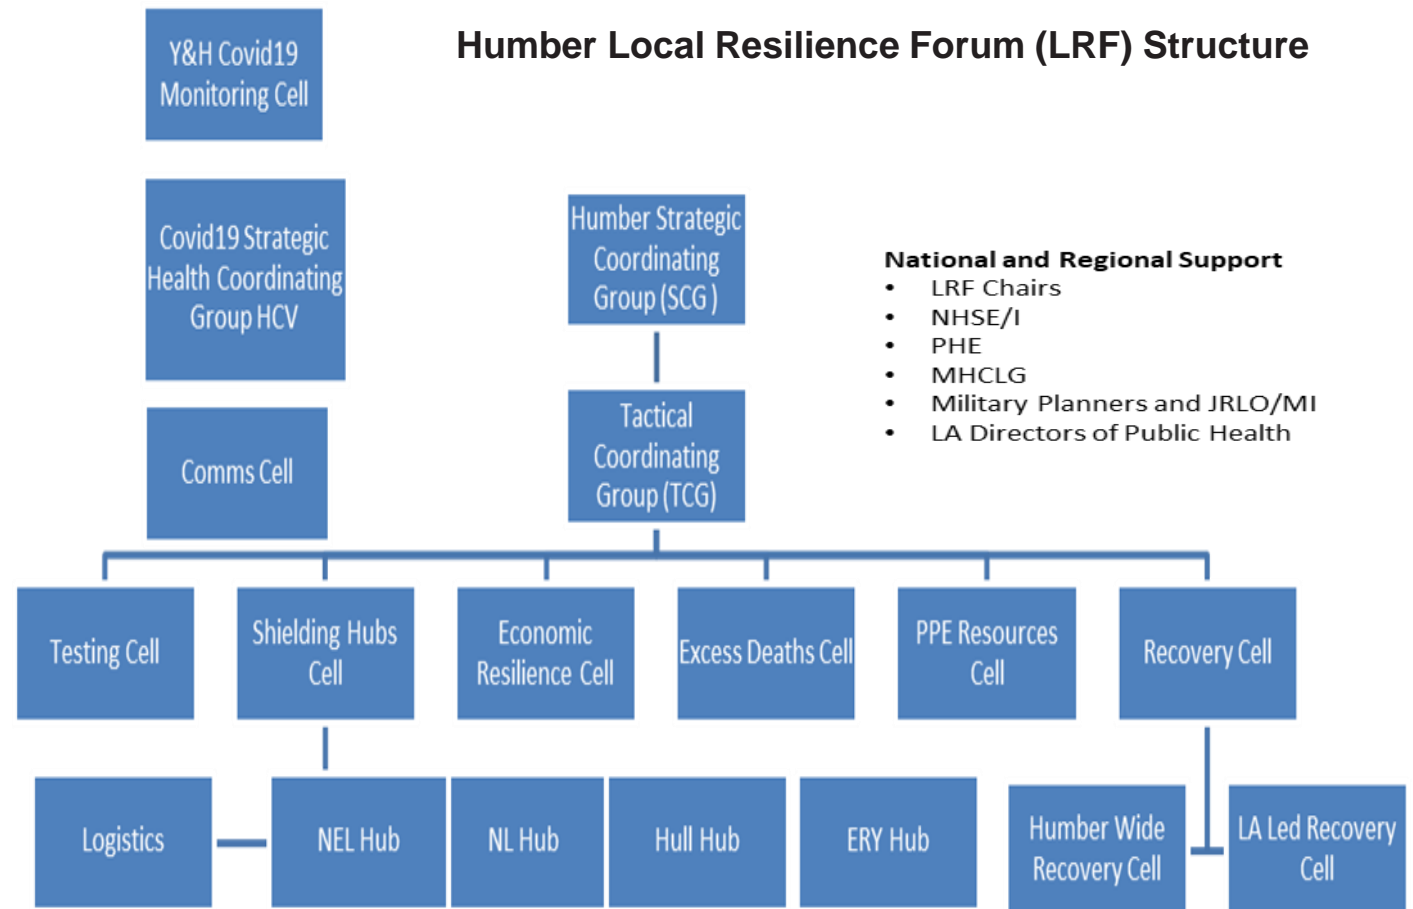 Humber Local Resilience Forum (LRF) Structure
Y&H Covid19
Monitoring Cell
Covid19 Strategic
Health Coordinating
Group HCV
Comms Cell
Humber Strategic
Coordinating
Group (SCG )
Tactical
Coordinating
Group (TCG)
National and Regional Support
• LRF Chairs
• NHSE/I
• PHE
• MHCLG
• Military Planners and JRLO/MI
• LA Directors of Public Health
Testing Cell
Shielding Hubs
Cell
Economic
Resilience Cell
Excess Deaths Cell
PPE Resources
Cell
Recovery Cell
Logistics
NEL Hub
NL Hub
Hull Hub
ERY Hub
Humber Wide
Recovery Cell
LA Led Recovery
Cell